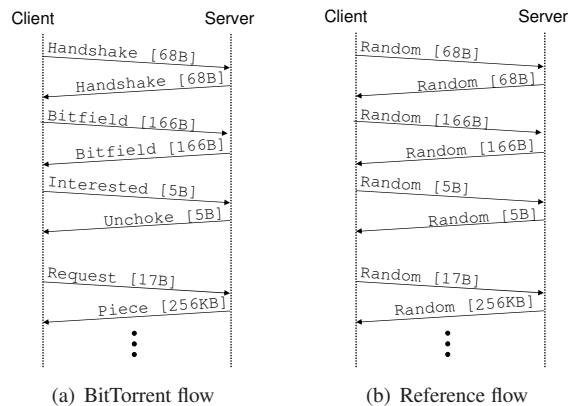 Client Server
Handshake [68B]
Handshake [68B]
Bitfield [166B]
Bitfield [166B]
Interested [5B]
Unchoke [5B]
Request [17B]
Piece [256KB]
(a) BitTorrent flow
Client Server
Random [68B]
Random [68B]
Random [166B]
Random [166B]
Random [5B]
Random [5B]
Random [17B]
Random [256KB]
(b) Reference flow